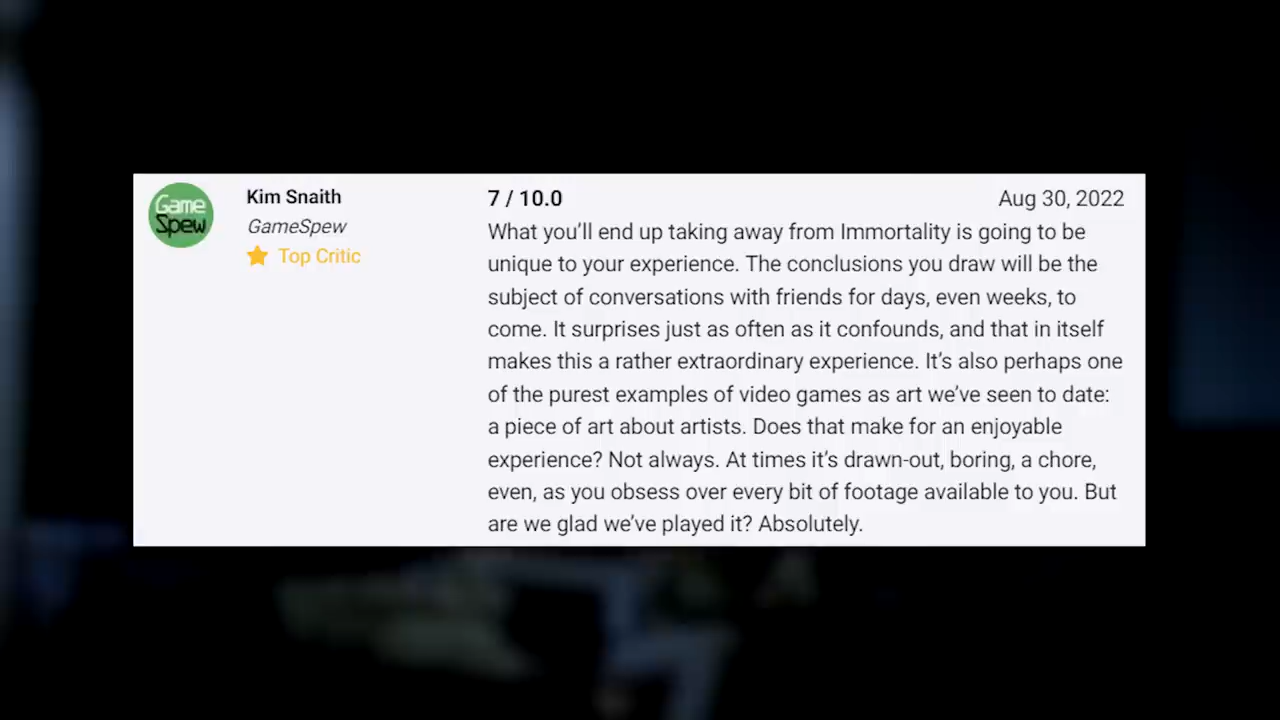 Game
Spew
Kim Snaith
GameSpew
Top Critic
7 / 10.0
Aug 30, 2022
What you’ll end up taking away from Immortality is going to be
unique to your experience. The conclusions you draw will be the
subject of conversations with friends for days, even weeks, to
come. It surprises just as often as it confounds, and that in itself
makes this a rather extraordinary experience. It’s also perhaps one
of the purest examples of video games as art we’ve seen to date:
a piece of art about artists. Does that make for an enjoyable
experience? Not always. At times it’s drawn-out, boring, a chore,
even, as you obsess over every bit of footage available to you. But
are we glad we’ve played it? Absolutely.